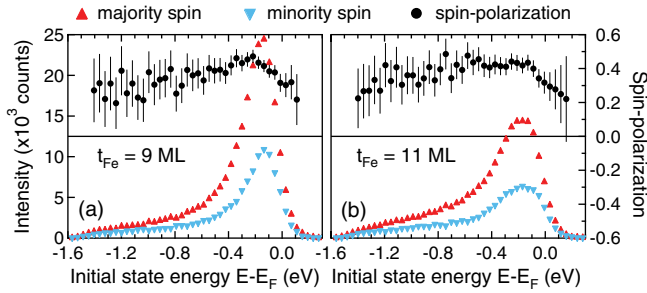 majority spin minority spin spin-polarization
25 20 15 10 5 0
Intensity (x10³ counts)
t_Fe = 9 ML
(a)
-1.6 -1.2 -0.8 -0.4 0.0
Initial state energy E-E_F (eV)
t_Fe = 11 ML
(b)
-1.6 -1.2 -0.8 -0.4 0.0
Initial state energy E-E_F (eV)
0.6 0.4 0.2 0.0 -0.3 -0.4 -0.5 -0.6
Spin-polarization